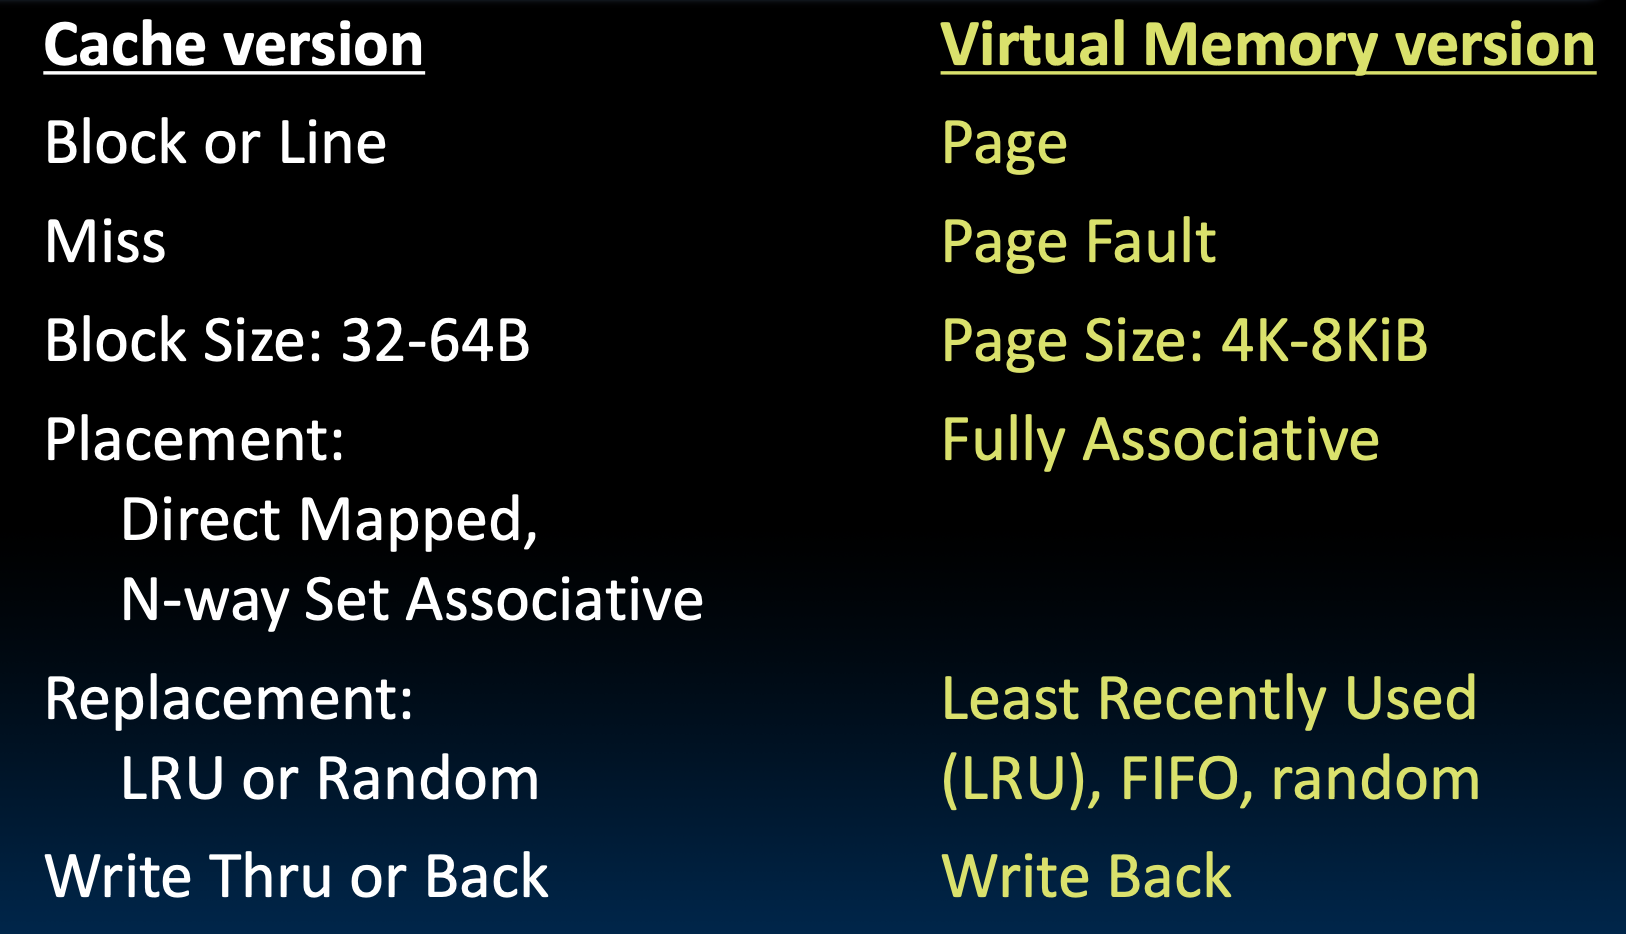 Cache version
Virtual Memory version
Block or Line
Page
Miss
Page Fault
Block Size: 32-64B
Page Size: 4K-8KiB
Placement:
Fully Associative
Direct Mapped,
N-way Set Associative
Replacement:
Least Recently Used
LRU or Random
(LRU), FIFO, random
Write Thru or Back
Write Back